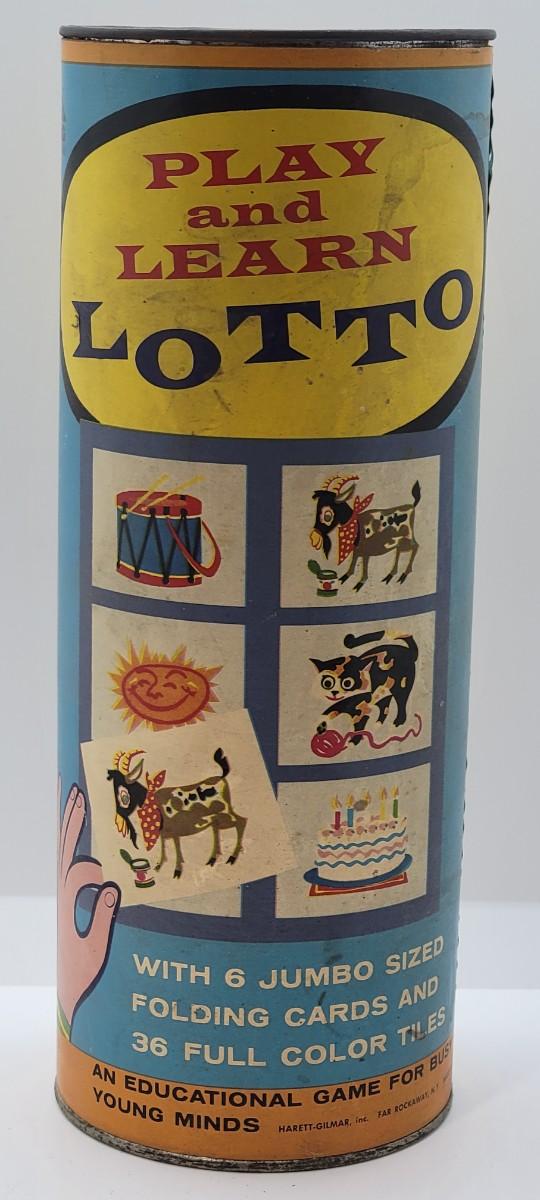 PLAY
and
LEARN
LOTTO
WITH 6 JUMBO SIZED
FOLDING CARDS AND
36 FULL COLOR TILES
AN EDUCATIONAL GAME FOR BUSY
YOUNG MINDS
HARETT-GILMAR, inc. FAR ROCKAWAY, N.Y.